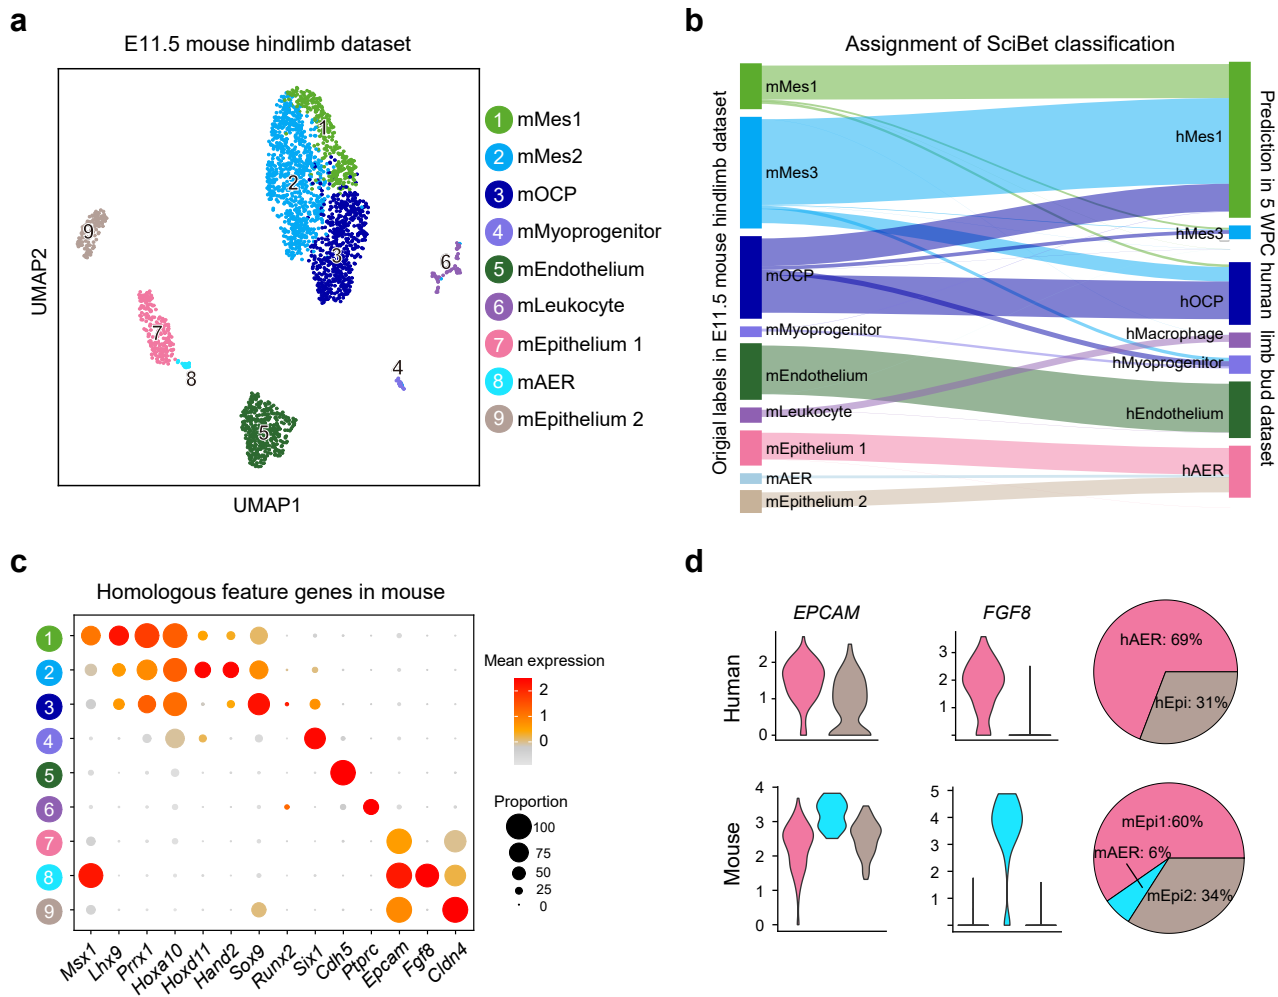 a
E11.5 mouse hindlimb dataset
1
2
3
4
5
6
7
8
9
UMAP2
UMAP1
1 mMes1
2 mMes2
3 mOCP
4 mMyoprogenitor
5 mEndothelium
6 mLeukocyte
7 mEpithelium 1
8 mAER
9 mEpithelium 2
b
Assignment of SciBet classification
Origial labels in E11.5 mouse hindlimb dataset
mMes1
mMes3
mOCP
mMyoprogenitor
mEndothelium
mLeukocyte
mEpithelium 1
mAER
mEpithelium 2
hMes1
hMes3
hOCP
hMacrophage
hMyoprogenitor
hEndothelium
hAER
Prediction in 5 WPC human limb bud dataset
c
Homologous feature genes in mouse
1
2
3
4
5
6
7
8
9
Msx1
Lhx9
Prrx1
Hoxa10
Hoxd11
Hand2
Sox9
Runx2
Six1
Cdh5
Ptprc
Epcam
Fgf8
Cldn4
Mean expression
2
1
0
Proportion
100
75
50
25
0
d
EPCAM
FGF8
Human
2
1
0
3
2
1
hAER: 69%
hEpi: 31%
Mouse
4
3
2
1
0
5
4
3
2
1
mEpi1:60%
mAER: 6%
mEpi2: 34%